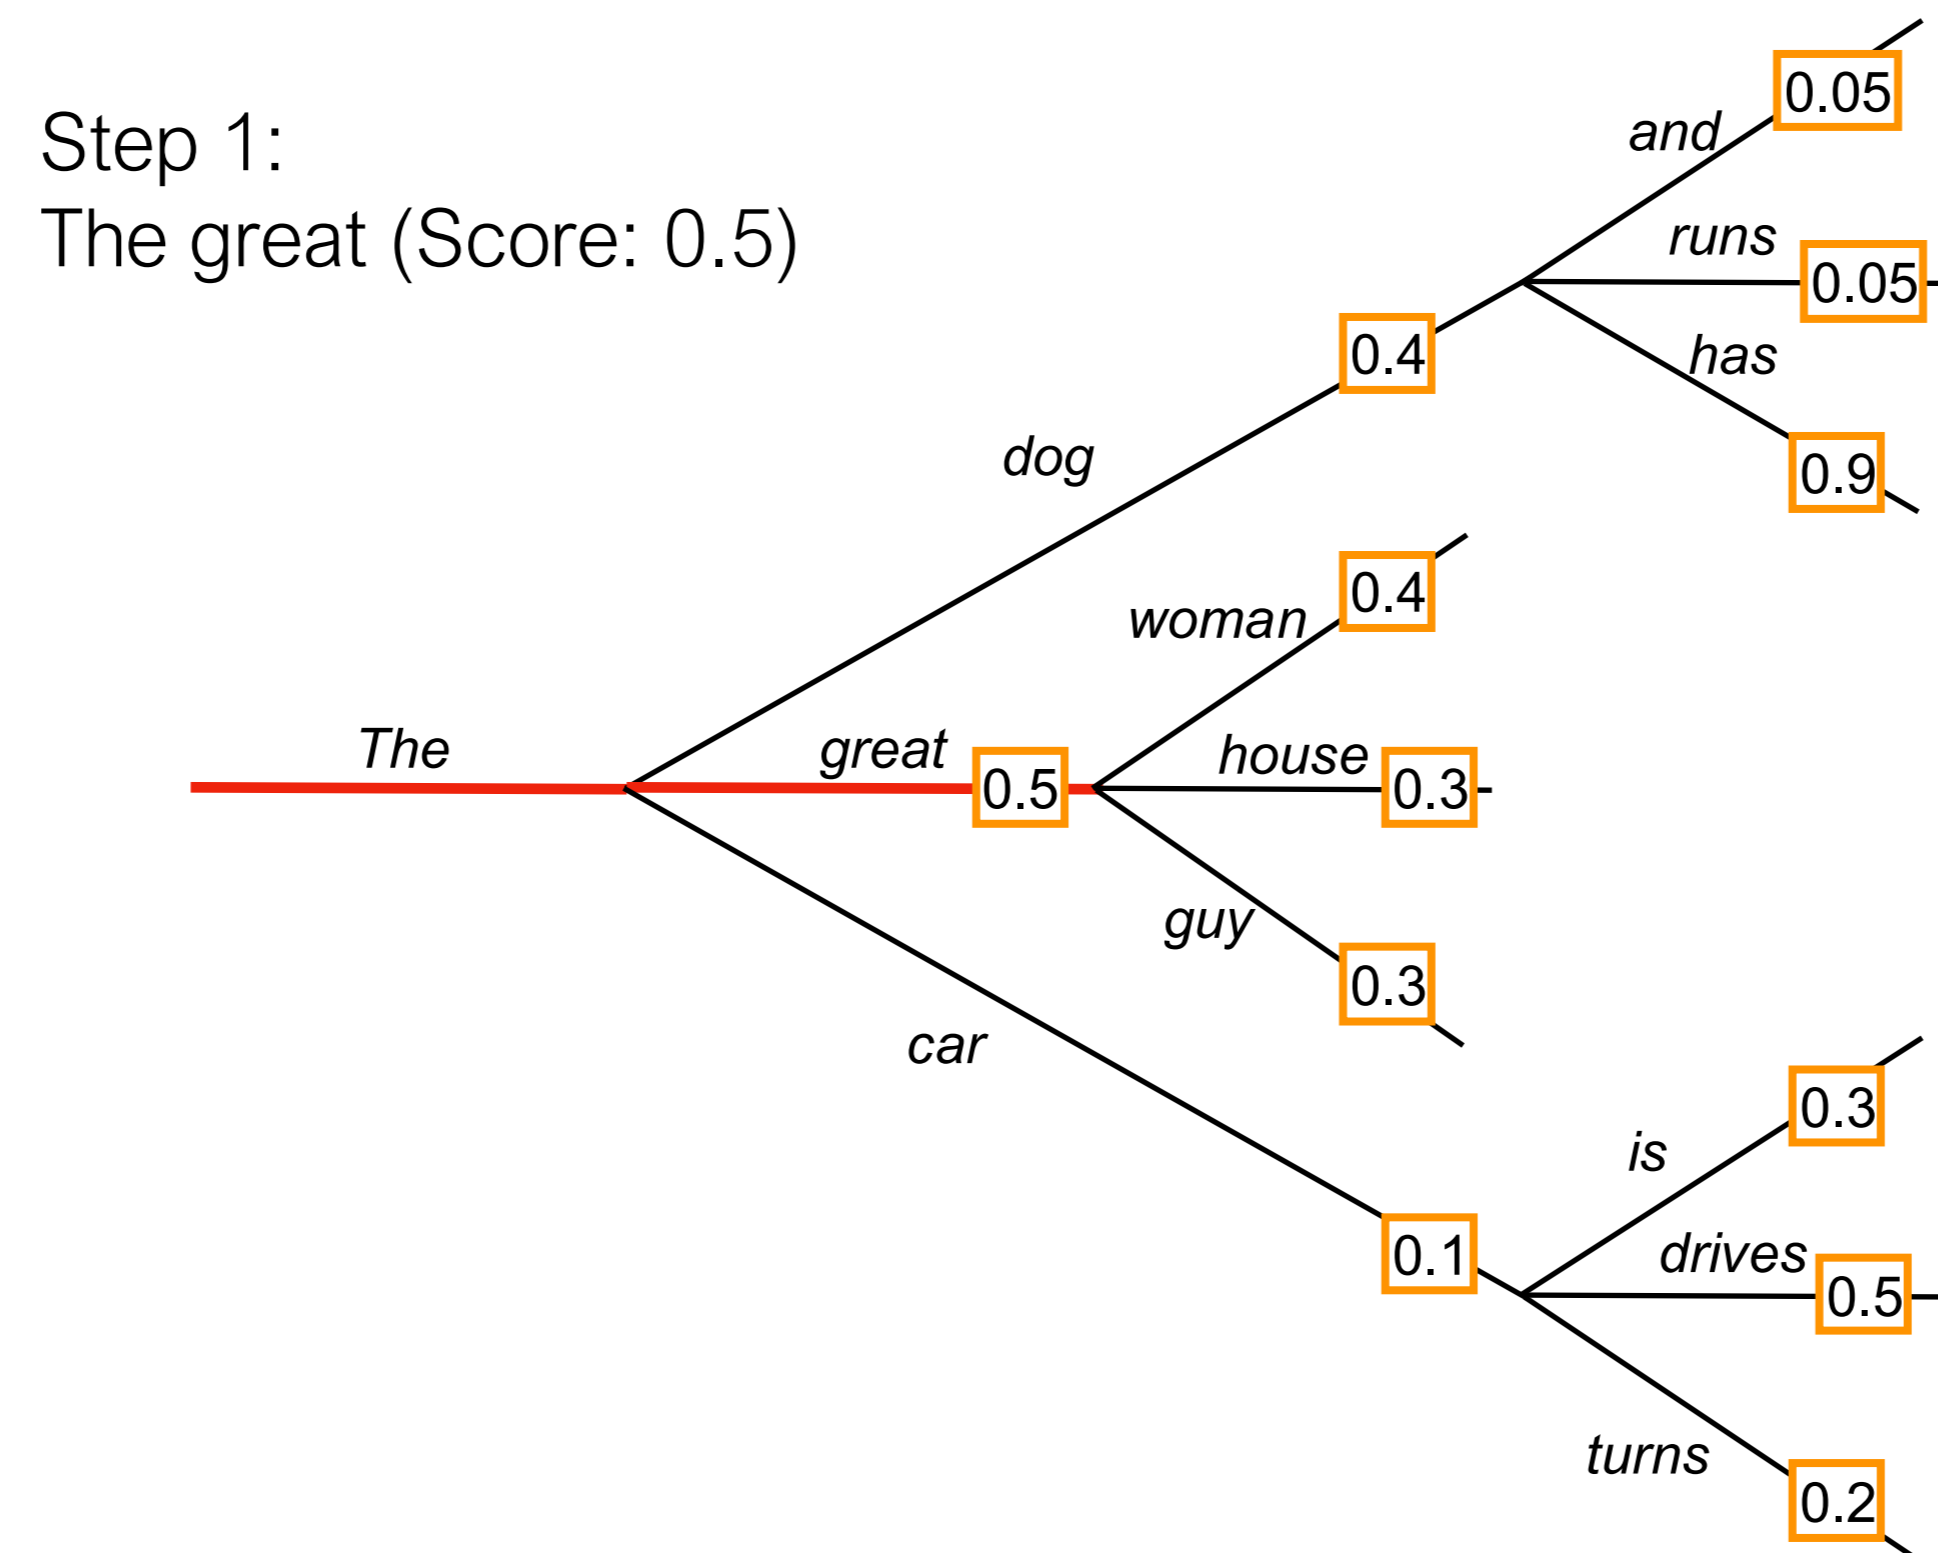 Step 1:
The great (Score: 0.5)
The
dog
0.4
and
0.05
runs
0.05
has
0.9
great
0.5
woman
0.4
house
0.3
guy
0.3
car
0.1
is
0.3
drives
0.5
turns
0.2